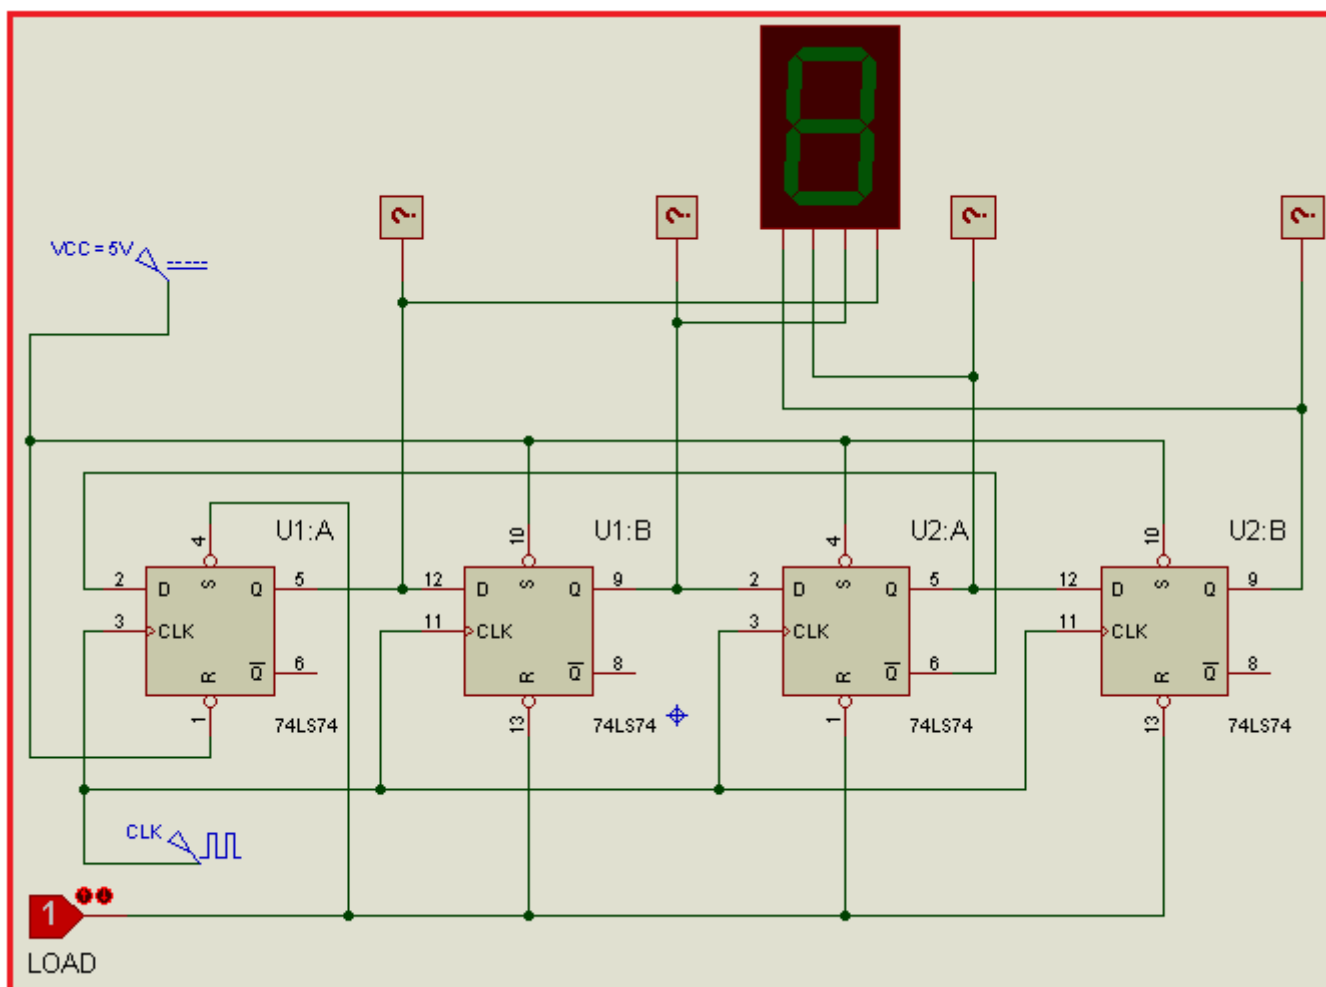 ? ? ? ?
VCC = 5V
U1:A U1:B U2:A U2:B
4 10 4 10
2 D S Q 5 12 D S Q 9 2 D S Q 5 12 D S Q 9
3 CLK 11 CLK 3 CLK 11 CLK
R Q 6 R Q 8 R Q 6 R Q 8
1 13 1 13
74LS74 74LS74 74LS74 74LS74
CLK
1
LOAD